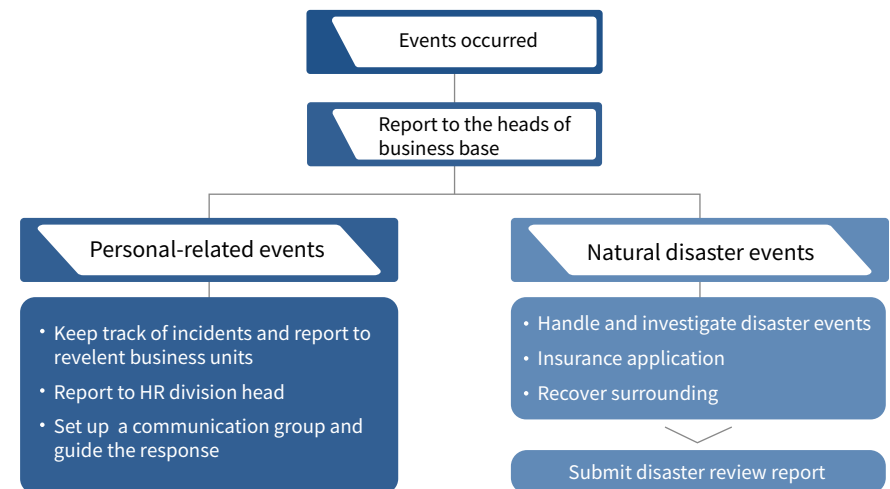 Events occurred
Report to the heads of
business base
Personal-related events
• Keep track of incidents and report to
revelent business units
• Report to HR division head
• Set up a communication group and
guide the response
Natural disaster events
• Handle and investigate disaster events
• Insurance application
• Recover surrounding
Submit disaster review report